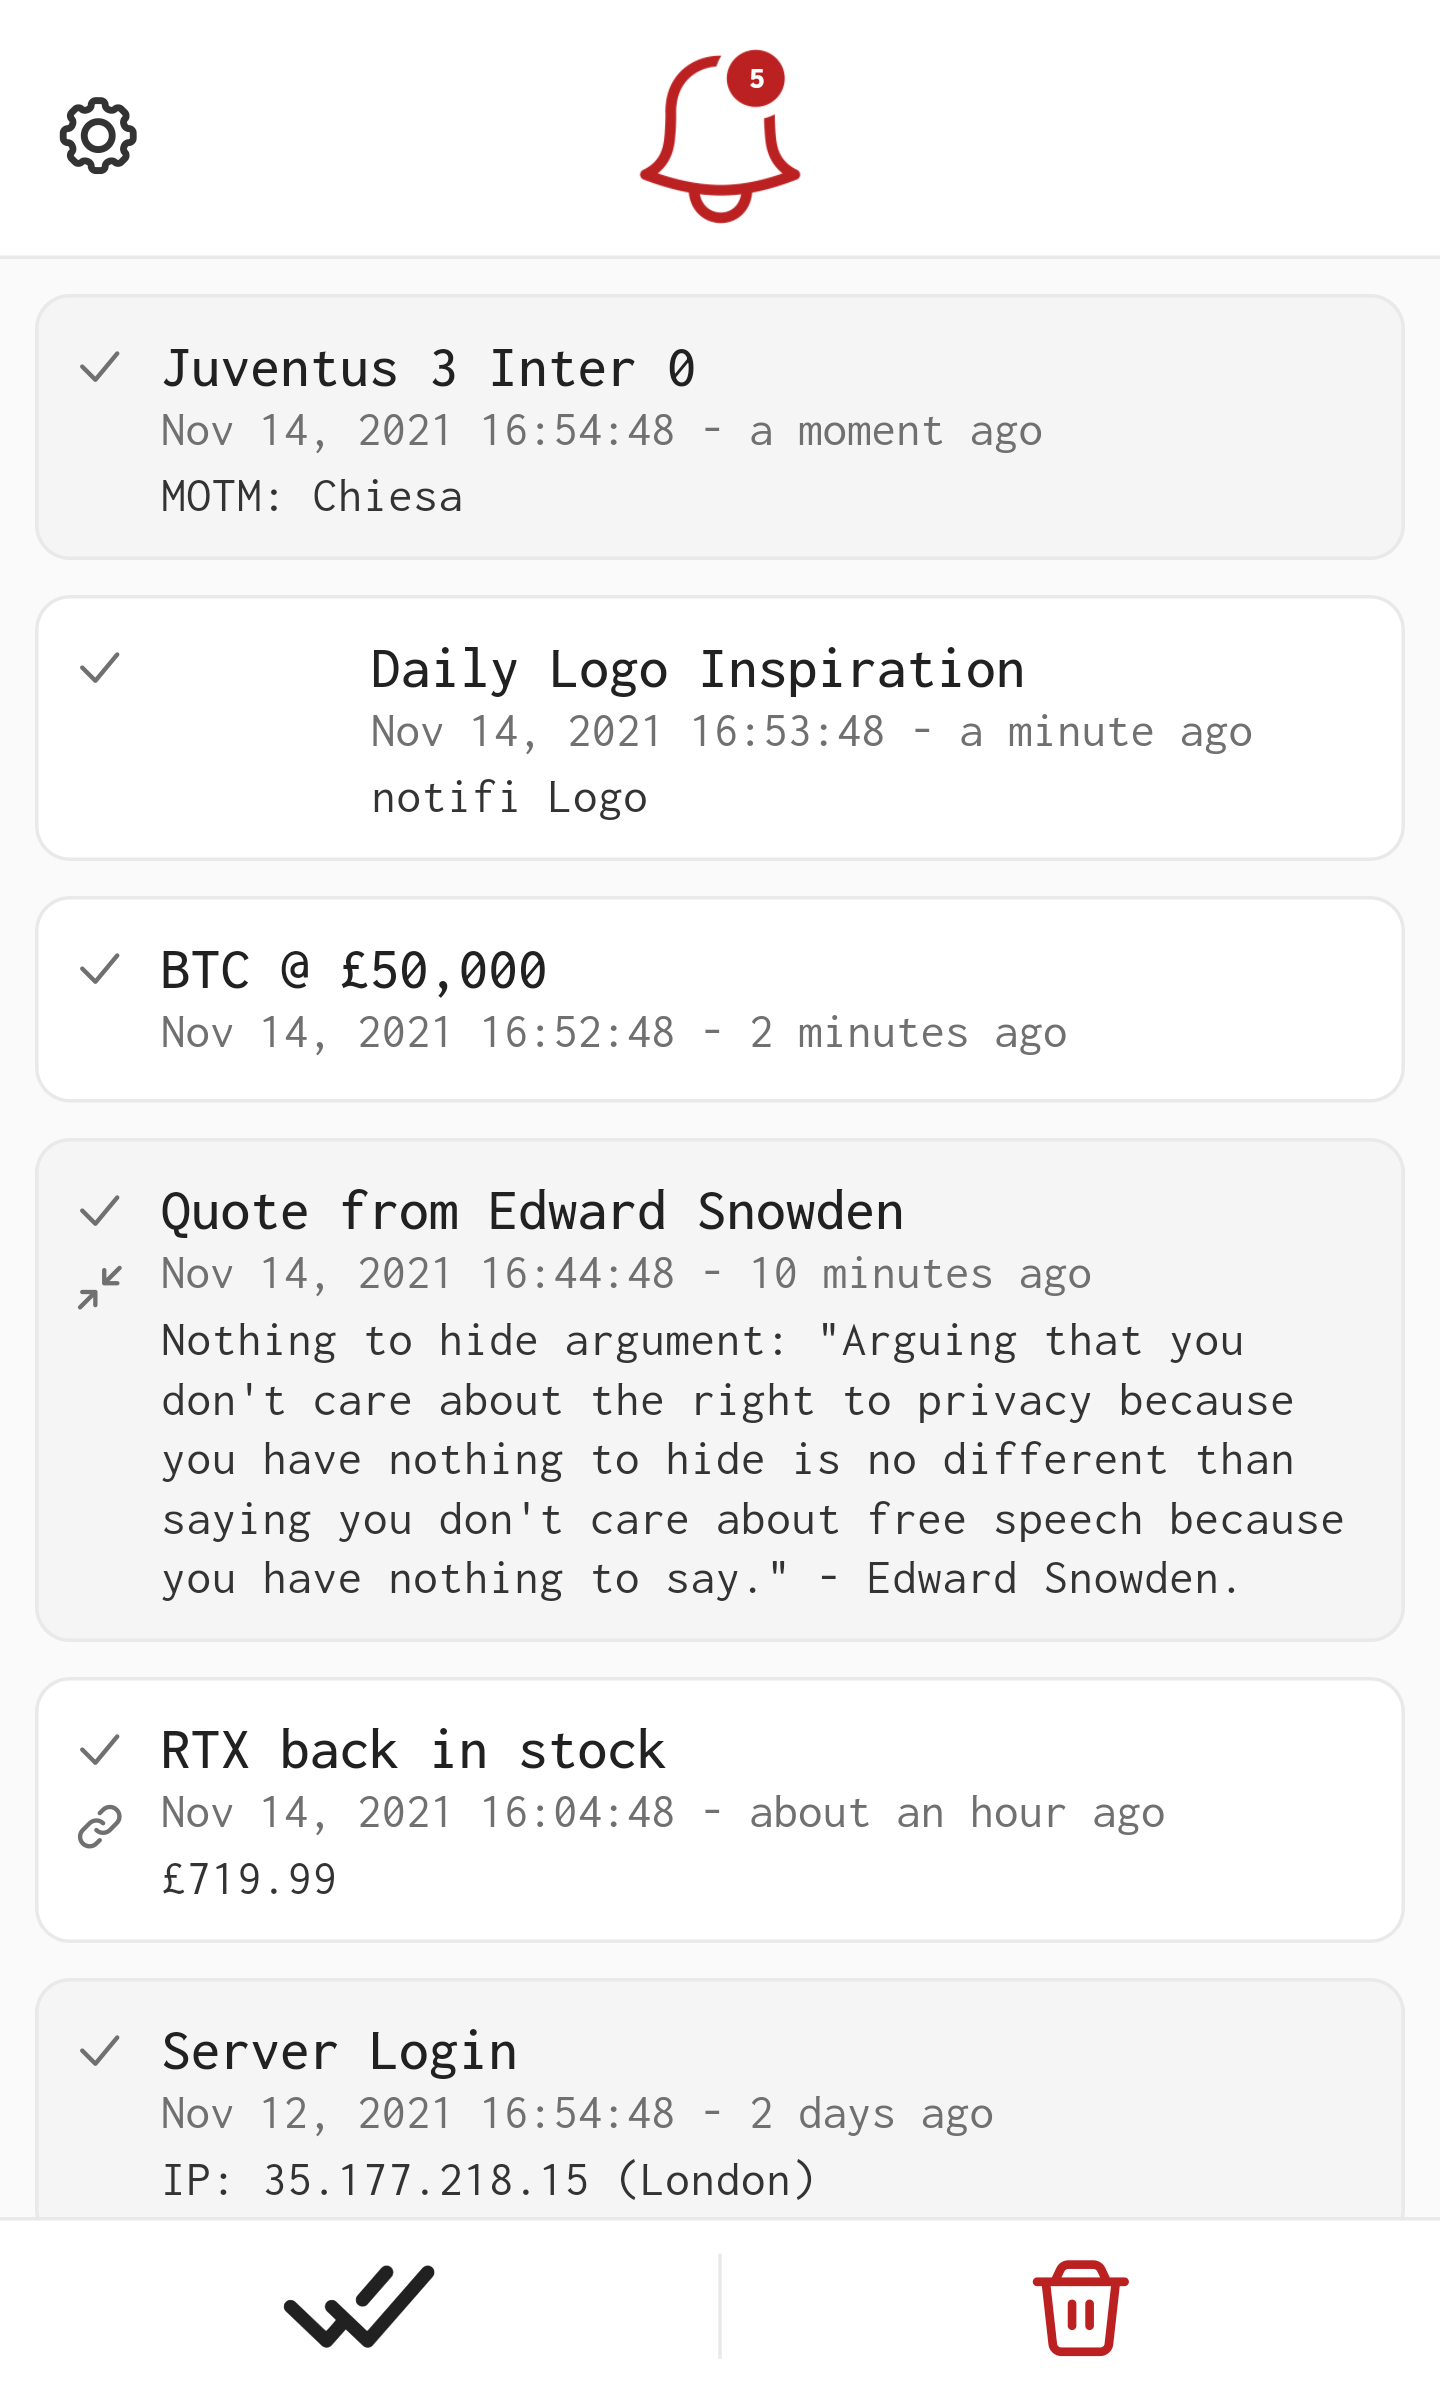 5
Juventus 3 Inter 0
Nov 14, 2021 16:54:48 - a moment ago
MOTM: Chiesa
Daily Logo Inspiration
Nov 14, 2021 16:53:48 - a minute ago
notifi Logo
BTC @ £50,000
Nov 14, 2021 16:52:48 - 2 minutes ago
Quote from Edward Snowden
Nov 14, 2021 16:44:48 - 10 minutes ago
Nothing to hide argument: "Arguing that you
don't care about the right to privacy because
you have nothing to hide is no different than
saying you don't care about free speech because
you have nothing to say." - Edward Snowden.
RTX back in stock
Nov 14, 2021 16:04:48 - about an hour ago
£719.99
Server Login
Nov 12, 2021 16:54:48 - 2 days ago
IP: 35.177.218.15 (London)